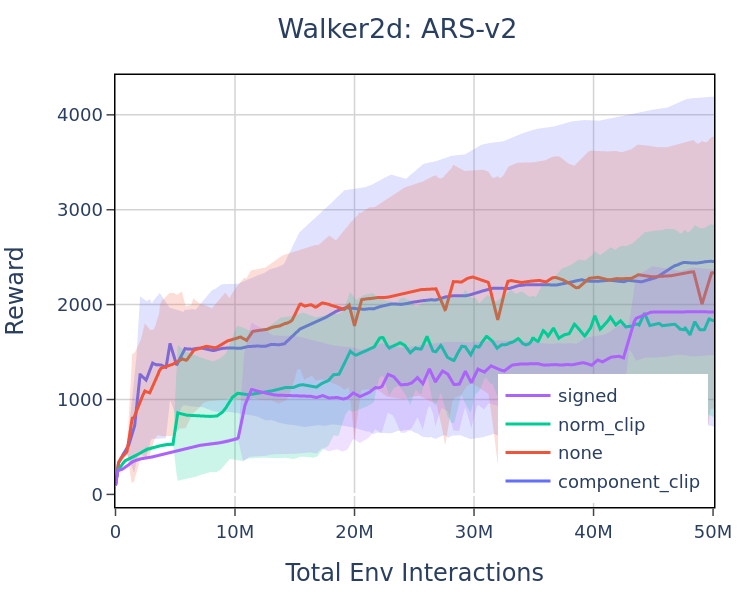 Walker2d: ARS-v2
Reward
4000
3000
2000
1000
0
signed
norm_clip
none
component_clip
0
10M
20M
30M
40M
50M
Total Env Interactions